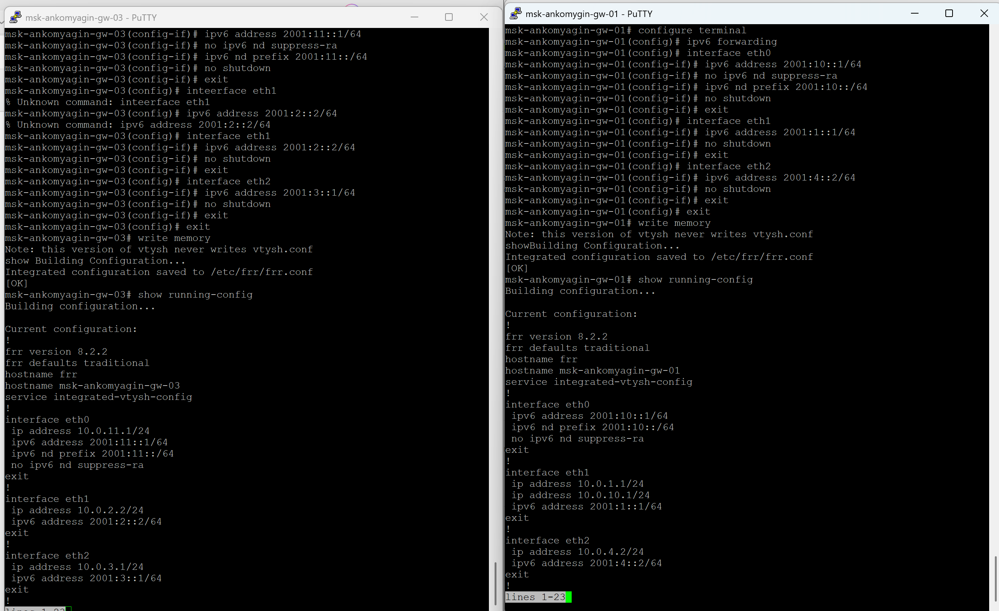 msk-ankomyagin-gw-03 - PuTTY
msk-ankomyagin-gw-03(config-if)# ipv6 address 2001:11::1/64
msk-ankomyagin-gw-03(config-if)# no ipv6 nd suppress-ra
msk-ankomyagin-gw-03(config-if)# ipv6 nd prefix 2001:11::/64
msk-ankomyagin-gw-03(config-if)# no shutdown
msk-ankomyagin-gw-03(config-if)# exit
msk-ankomyagin-gw-03(config)# inteerface eth1
% Unknown command: inteerface eth1
msk-ankomyagin-gw-03(config)# ipv6 address 2001:2::2/64
% Unknown command: ipv6 address 2001:2::2/64
msk-ankomyagin-gw-03(config)# interface eth1
msk-ankomyagin-gw-03(config-if)# ipv6 address 2001:2::2/64
msk-ankomyagin-gw-03(config-if)# no shutdown
msk-ankomyagin-gw-03(config-if)# exit
msk-ankomyagin-gw-03(config)# interface eth2
msk-ankomyagin-gw-03(config-if)# ipv6 address 2001:3::1/64
msk-ankomyagin-gw-03(config-if)# no shutdown
msk-ankomyagin-gw-03(config-if)# exit
msk-ankomyagin-gw-03(config)# exit
msk-ankomyagin-gw-03# write memory
Note: this version of vtysh never writes vtysh.conf
show Building Configuration...
Integrated configuration saved to /etc/frr/frr.conf
[OK]
msk-ankomyagin-gw-03# show running-config
Building configuration...
Current configuration:
!
frr version 8.2.2
frr defaults traditional
hostname frr
hostname msk-ankomyagin-gw-03
service integrated-vtysh-config
!
interface eth0
ip address 10.0.11.1/24
ipv6 address 2001:11::1/64
ipv6 nd prefix 2001:11::/64
no ipv6 nd suppress-ra
exit
!
interface eth1
ip address 10.0.2.2/24
ipv6 address 2001:2::2/64
exit
!
interface eth2
ip address 10.0.3.1/24
ipv6 address 2001:3::1/64
exit
!
lines 1-23
msk-ankomygin-gw-01 - PuTTY
msk-ankomyagin-gw-01# configure terminal
msk-ankomyagin-gw-01(config)# ipv6 forwarding
msk-ankomyagin-gw-01(config)# interface eth0
msk-ankomyagin-gw-01(config-if)# ipv6 address 2001:10::1/64
msk-ankomyagin-gw-01(config-if)# no ipv6 nd suppress-ra
msk-ankomyagin-gw-01(config-if)# ipv6 nd prefix 2001:10::/64
msk-ankomyagin-gw-01(config-if)# no shutdown
msk-ankomyagin-gw-01(config-if)# exit
msk-ankomyagin-gw-01(config)# interface eth1
msk-ankomyagin-gw-01(config-if)# ipv6 address 2001:1::1/64
msk-ankomyagin-gw-01(config-if)# no shutdown
msk-ankomyagin-gw-01(config-if)# exit
msk-ankomyagin-gw-01(config)# interface eth2
msk-ankomyagin-gw-01(config-if)# ipv6 address 2001:4::2/64
msk-ankomyagin-gw-01(config-if)# no shutdown
msk-ankomyagin-gw-01(config-if)# exit
msk-ankomyagin-gw-01(config)# exit
msk-ankomyagin-gw-01# write memory
Note: this version of vtysh never writes vtysh.conf
showBuilding Configuration...
Integrated configuration saved to /etc/frr/frr.conf
[OK]
msk-ankomyagin-gw-01# show running-config
Building configuration...
Current configuration:
!
frr version 8.2.2
frr defaults traditional
hostname frr
hostname msk-ankomyagin-gw-01
service integrated-vtysh-config
!
interface eth0
ipv6 address 2001:10::1/64
ipv6 nd prefix 2001:10::/64
no ipv6 nd suppress-ra
exit
!
interface eth1
ip address 10.0.1.1/24
ip address 10.0.10.1/24
ipv6 address 2001:1::1/64
exit
!
interface eth2
ip address 10.0.4.2/24
ipv6 address 2001:4::2/64
exit
!
lines 1-23